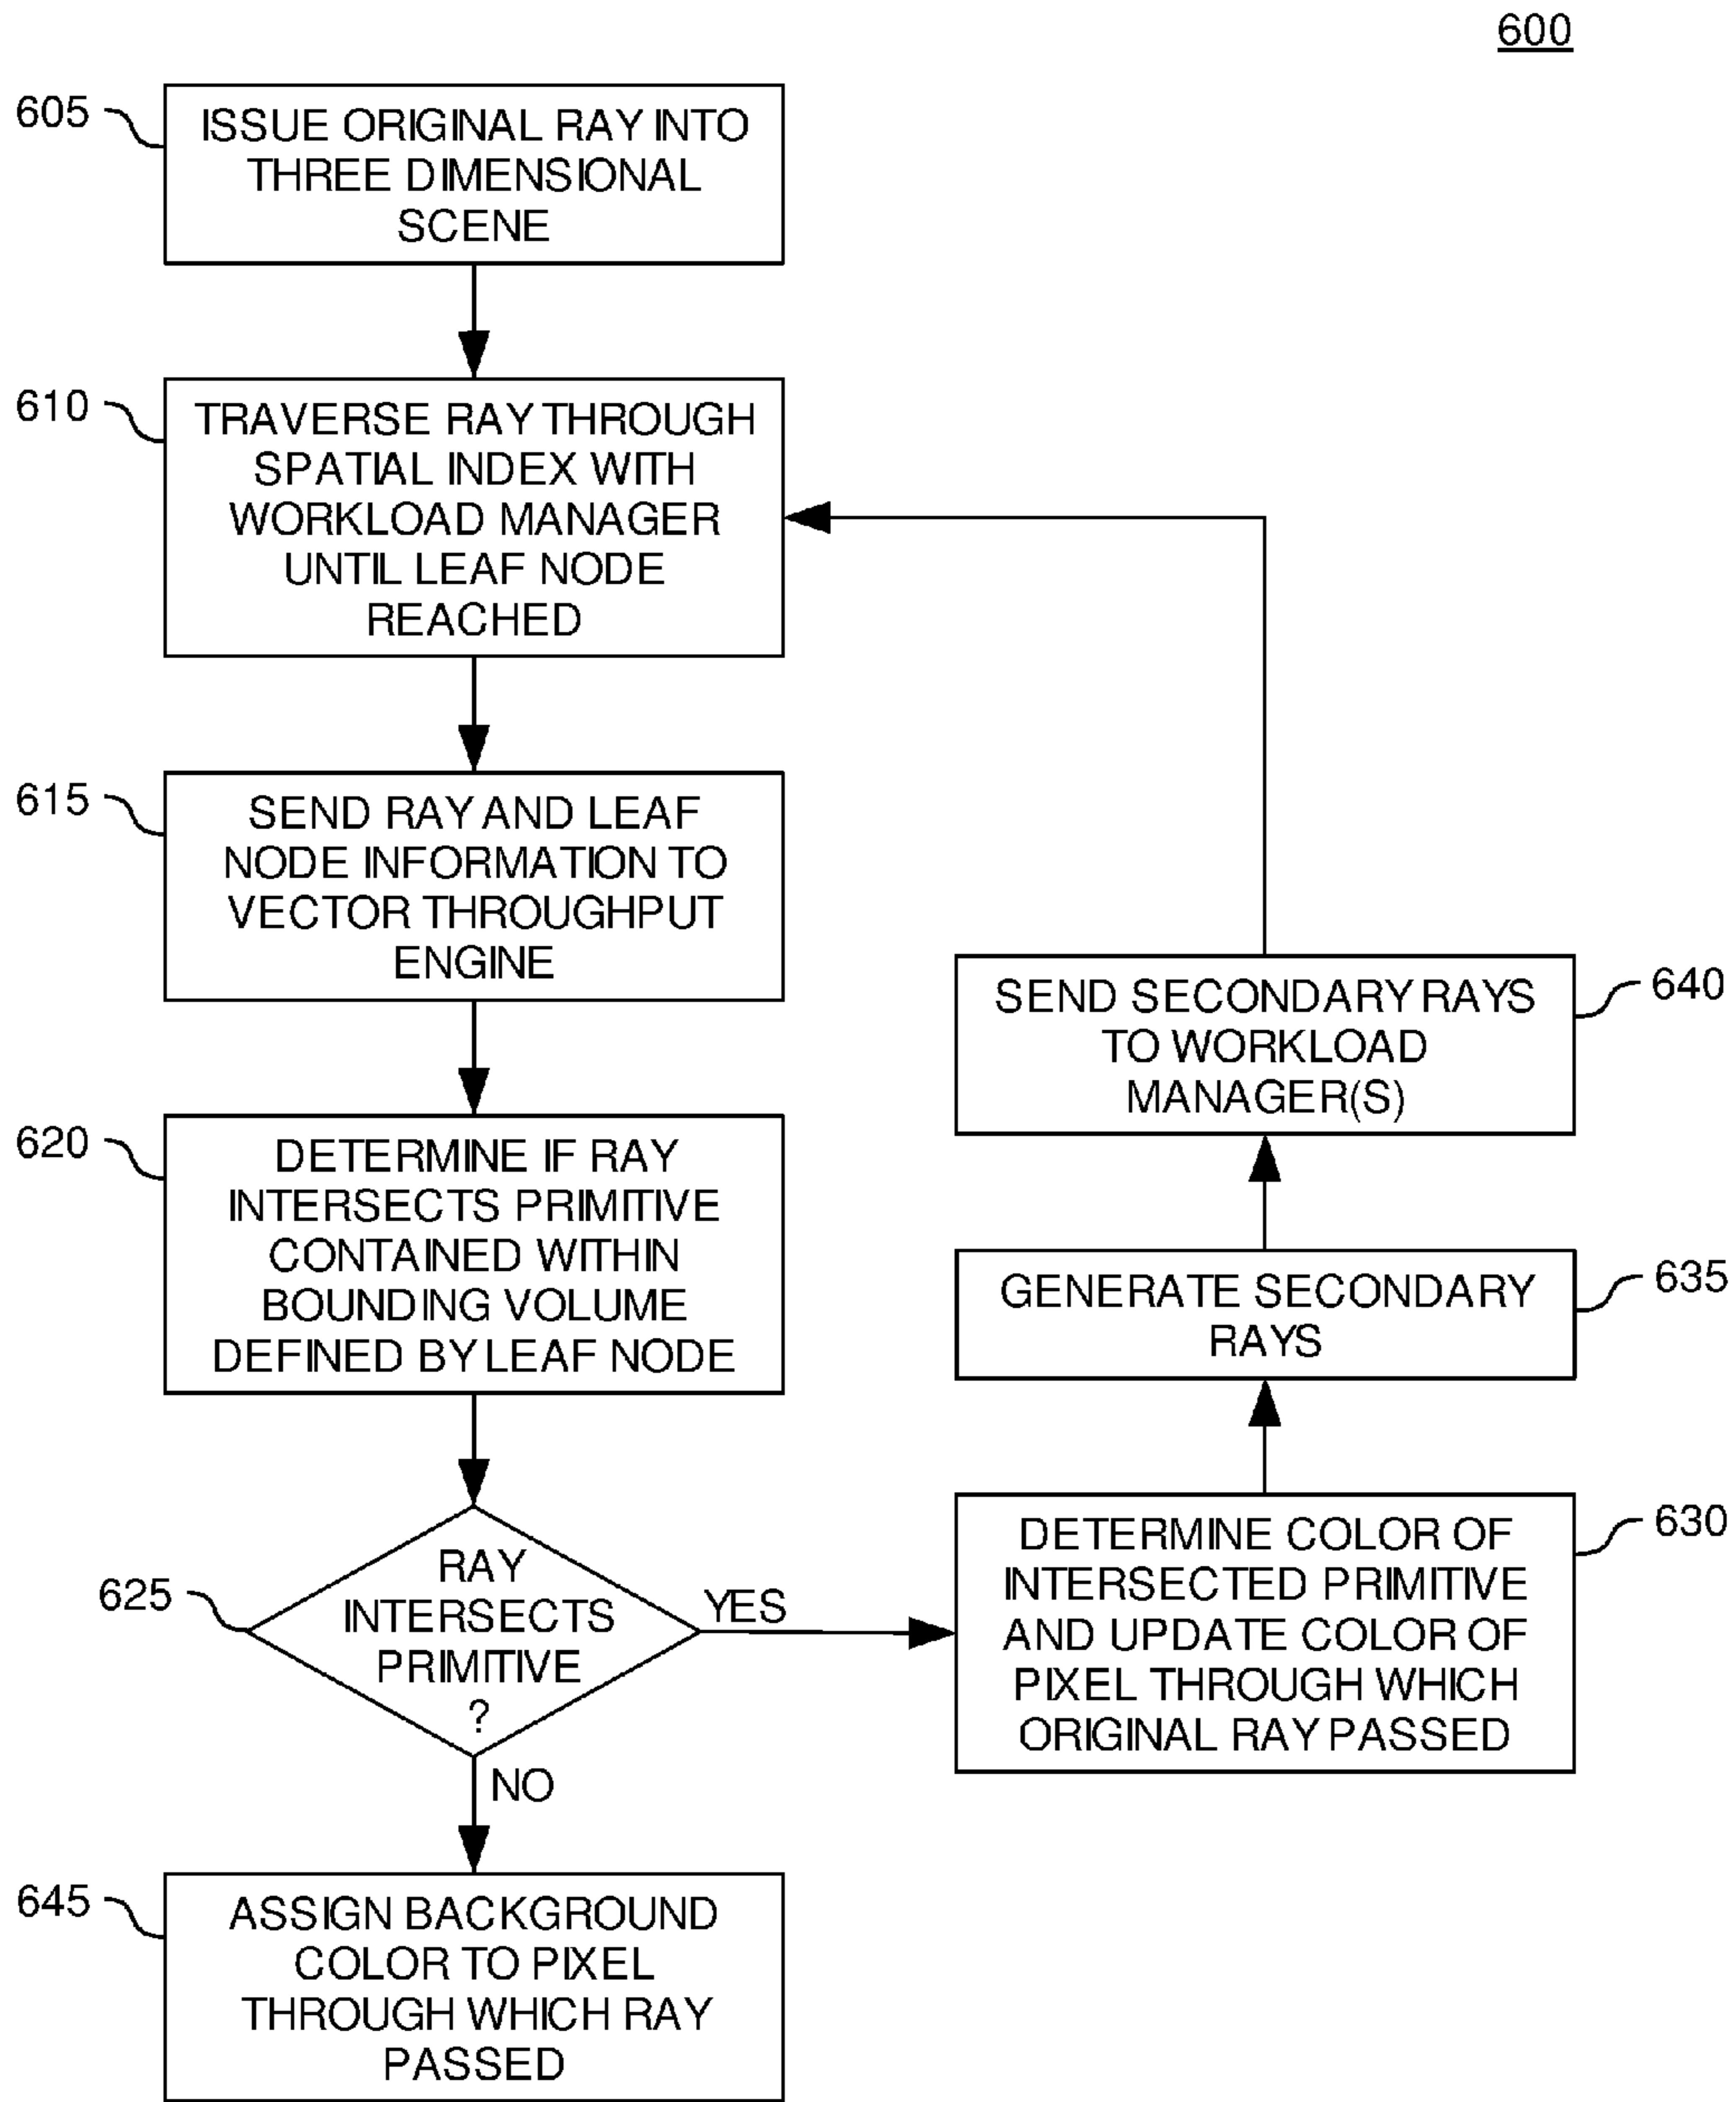 600
605
ISSUE ORIGINAL RAY INTO
THREE DIMENSIONAL
SCENE
610
TRAVERSE RAY THROUGH
SPATIAL INDEX WITH
WORKLOAD MANAGER
UNTIL LEAF NODE
REACHED
615
SEND RAY AND LEAF
NODE INFORMATION TO
VECTOR THROUGHPUT
ENGINE
620
DETERMINE IF RAY
INTERSECTS PRIMITIVE
CONTAINED WITHIN
BOUNDING VOLUME
DEFINED BY LEAF NODE
625
RAY
INTERSECTS
PRIMITIVE
?
YES
NO
630
DETERMINE COLOR OF
INTERSECTED PRIMITIVE
AND UPDATE COLOR OF
PIXEL THROUGH WHICH
ORIGINAL RAY PASSED
635
GENERATE SECONDARY
RAYS
640
SEND SECONDARY RAYS
TO WORKLOAD
MANAGER(S)
645
ASSIGN BACKGROUND
COLOR TO PIXEL
THROUGH WHICH RAY
PASSED